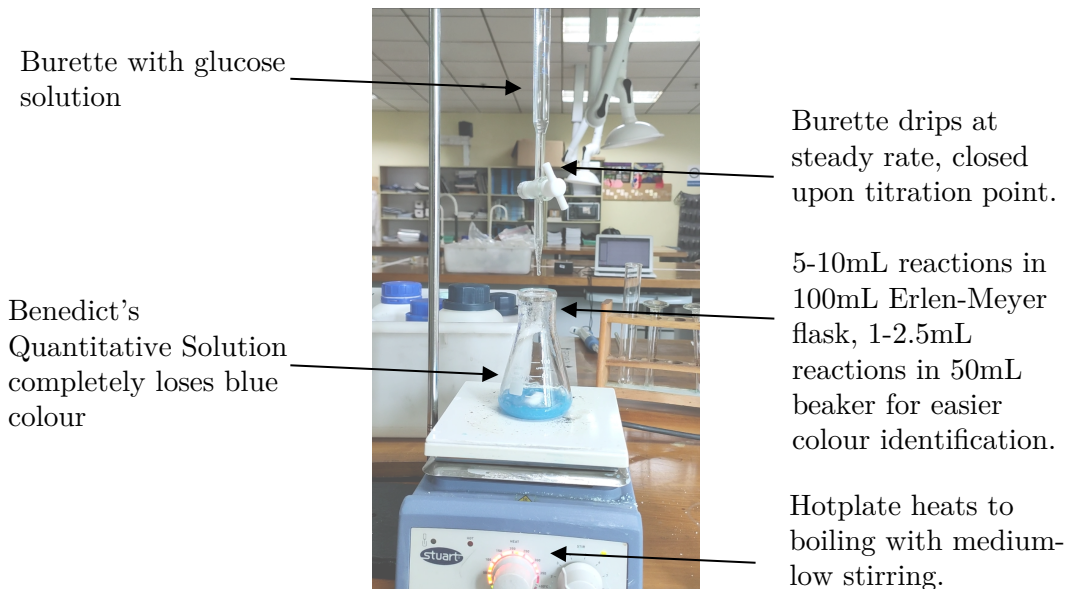 Burette with glucose
solution
Burette drips at
steady rate, closed
upon titration point.
5-10mL reactions in
100mL Erlen-Meyer
flask, 1-2.5mL
reactions in 50mL
beaker for easier
colour identification.
Benedict's
Quantitative Solution
completely loses blue
colour
Hotplate heats to
boiling with medium-
low stirring.
stuart
HEAT